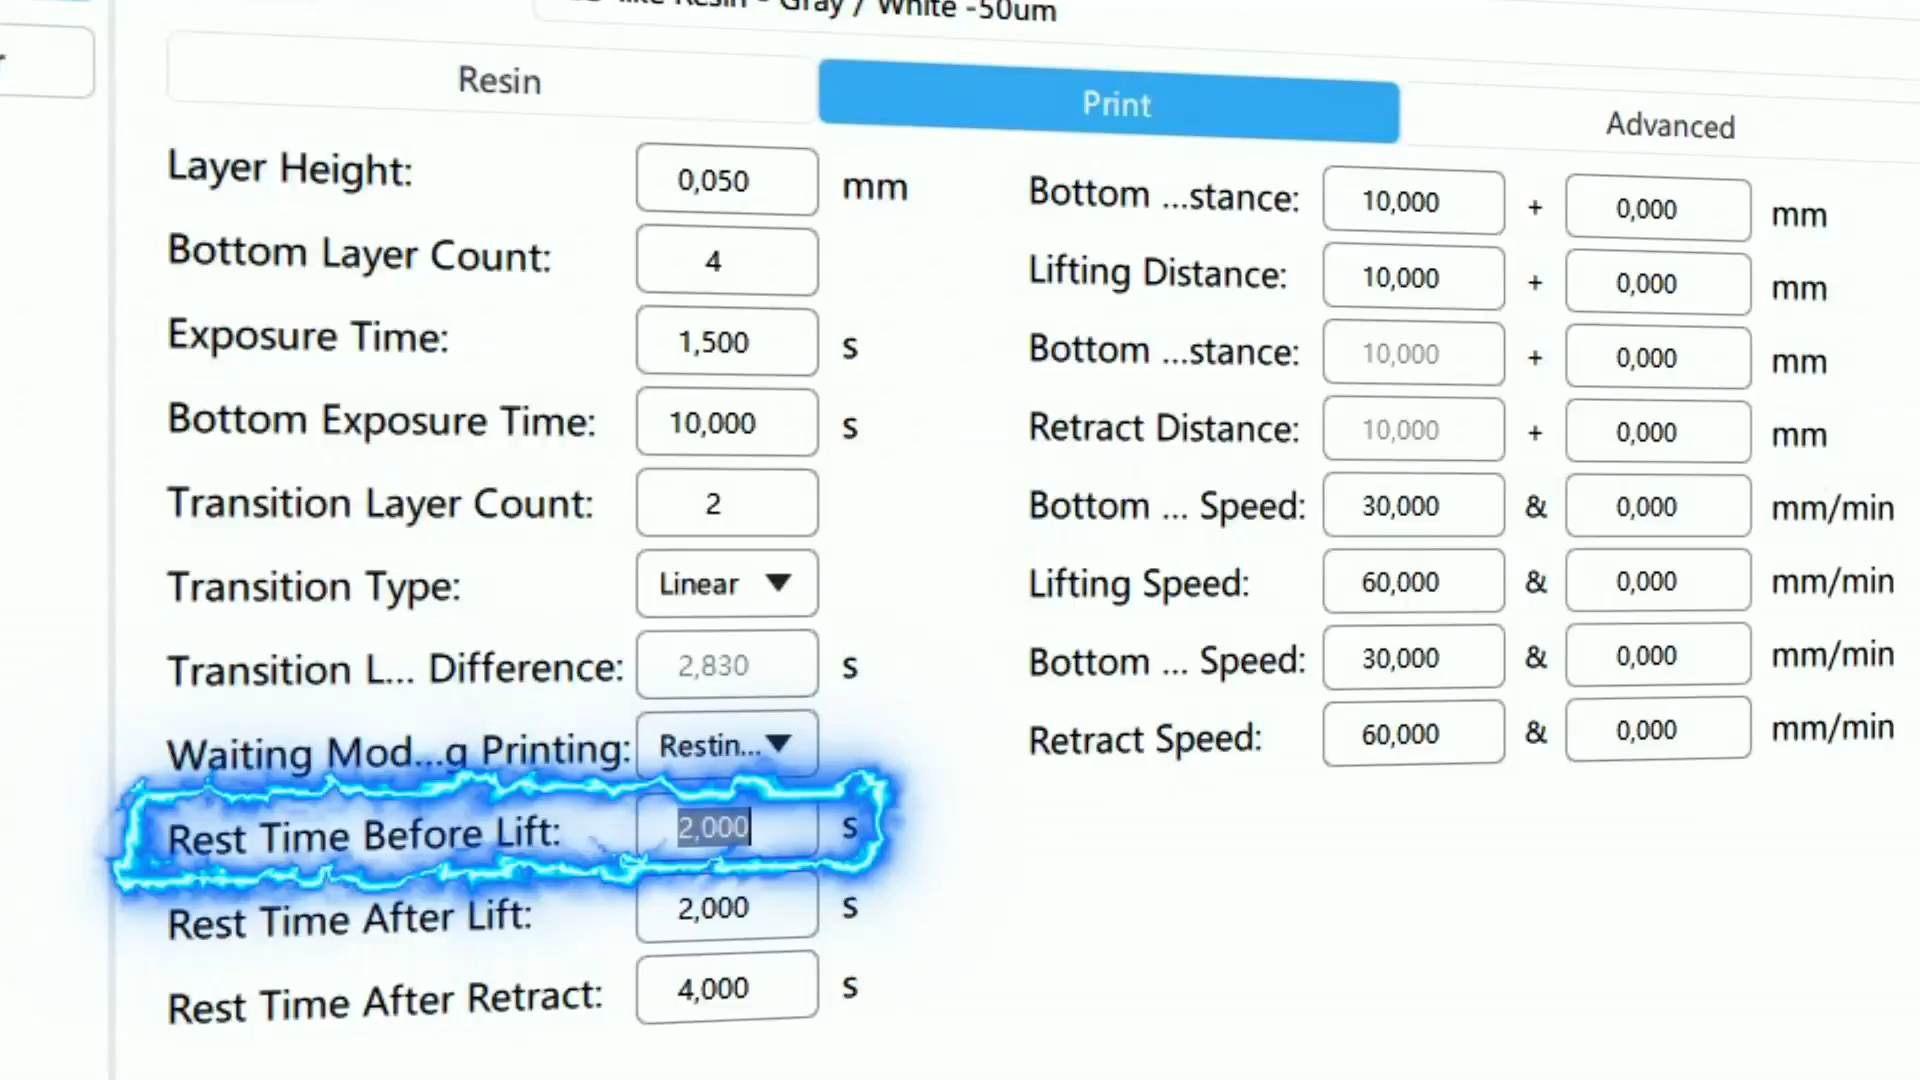 Resin - Gray / White -50um
Resin
Print
Advanced
Layer Height: 0,050 mm
Bottom Layer Count: 4
Exposure Time: 1,500 s
Bottom Exposure Time: 10,000 s
Transition Layer Count: 2
Transition Type: Linear
Transition L... Difference: 2,830 s
Waiting Mod...g Printing: Restin...
Rest Time Before Lift: 2,000 s
Rest Time After Lift: 2,000 s
Rest Time After Retract: 4,000 s
Bottom ...stance: 10,000 + 0,000 mm
Lifting Distance: 10,000 + 0,000 mm
Bottom ...stance: 10,000 + 0,000 mm
Retract Distance: 10,000 + 0,000 mm
Bottom ... Speed: 30,000 & 0,000 mm/min
Lifting Speed: 60,000 & 0,000 mm/min
Bottom ... Speed: 30,000 & 0,000 mm/min
Retract Speed: 60,000 & 0,000 mm/min